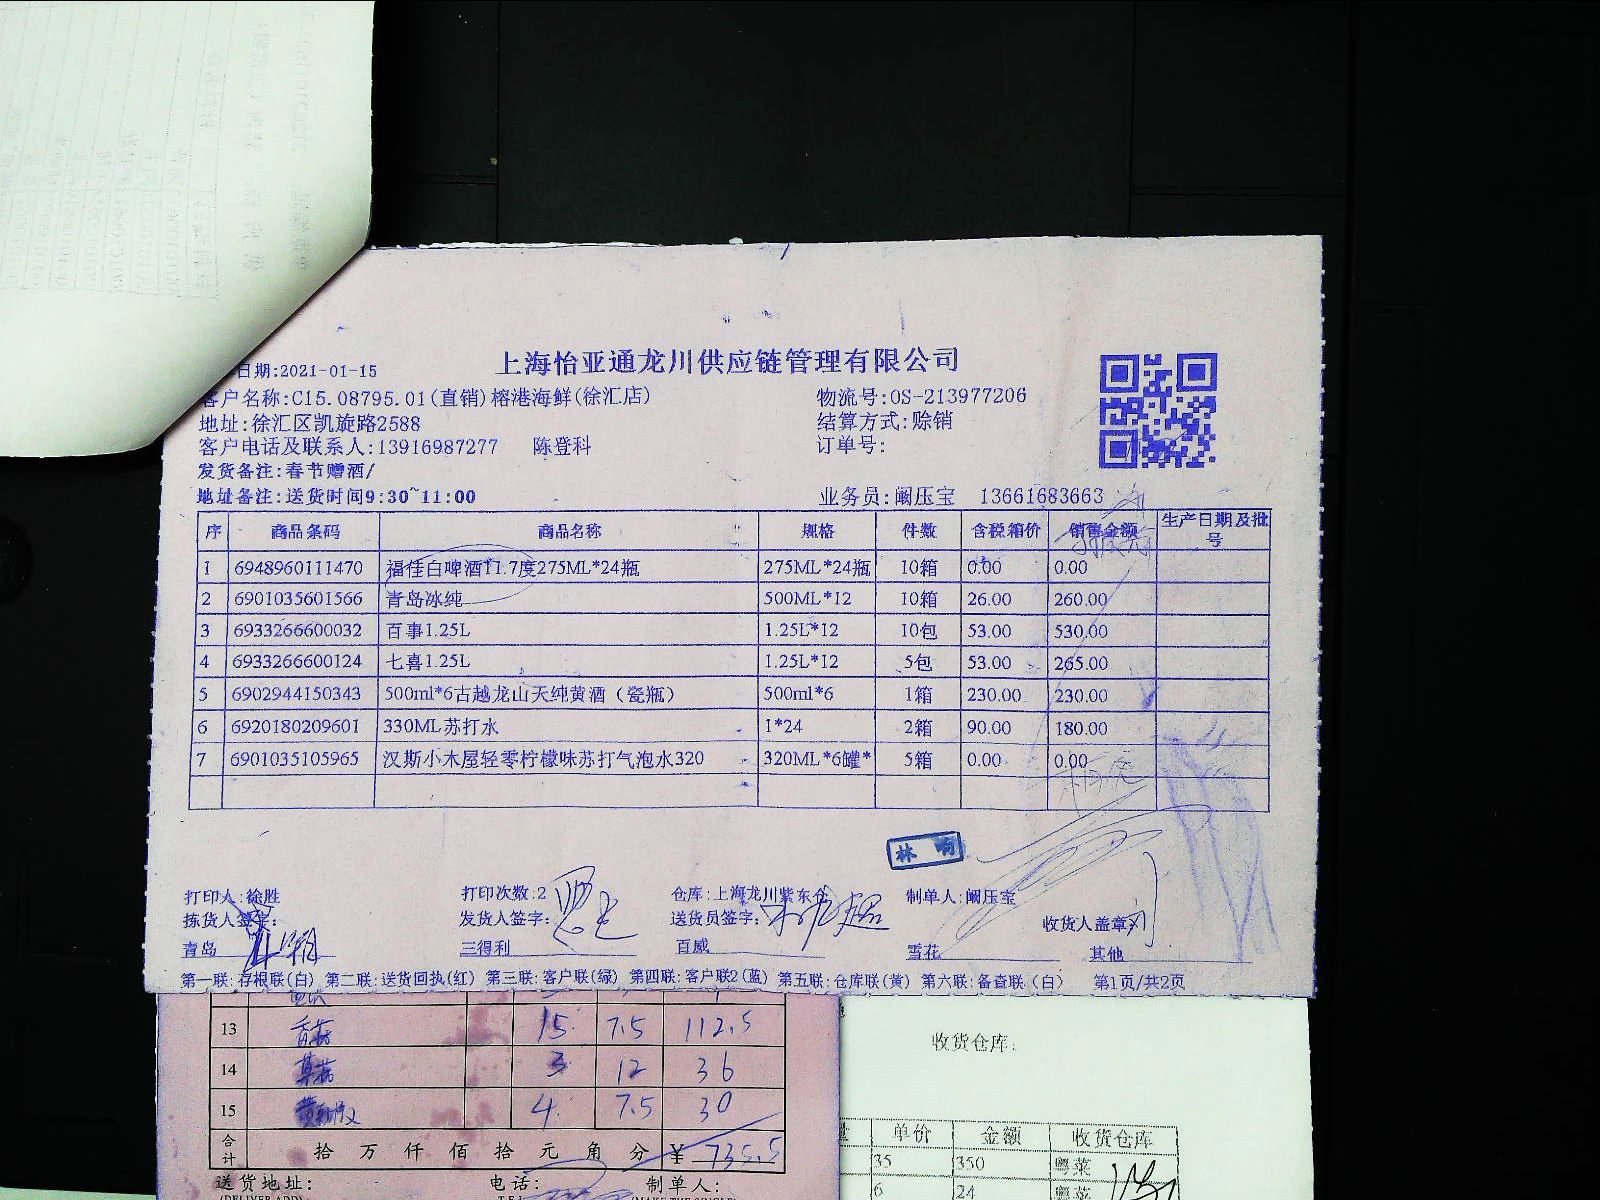 上海怡亚通龙川供应链管理有限公司
日期:2021-01-15
客户名称:C15.08795.01(直销)榕港海鲜(徐汇店) 物流号:OS-213977206
地址:徐汇区凯旋路2588 结算方式:赊销
客户电话及联系人:13916987277 陈登科 订单号:
发货备注:春节赠酒/
地址备注:送货时间9:30~11:00 业务员:阚压宝 13661683663
序 商品条码 商品名称 规格 件数 含税箱价 销售金额 生产日期及批号
1 6948960111470 福佳白啤酒11.7度275ML*24瓶 275ML*24瓶 10箱 0.00 0.00
2 6901035601566 青岛冰纯 500ML*12 10箱 26.00 260.00
3 6933266600032 百事1.25L 1.25L*12 10包 53.00 530.00
4 6933266600124 七喜1.25L 1.25L*12 5包 53.00 265.00
5 6902944150343 500ml*6古越龙山天纯黄酒（瓷瓶） 500ml*6 1箱 230.00 230.00
6 6920180209601 330ML苏打水 1*24 2箱 90.00 180.00
7 6901035105965 汉斯小木屋轻零柠檬味苏打气泡水320 320ML*6罐* 5箱 0.00 0.00
林响
打印人:徐胜 打印次数:2 仓库:上海龙川紫东仓 制单人:阚压宝
拣货人签字: 发货人签字: 送货员签字: 收货人盖章:
青岛 三得利 百威 雪花 其他
第一联:存根联(白) 第二联:送货回执(红) 第三联:客户联(绿) 第四联:客户联2(蓝) 第五联:仓库联(黄) 第六联:备查联(白) 第1页/共2页
13 香菇 15 7.5 112.5
14 草菇 3 12 36
15 4 7.5 30
合计 拾 万 仟 佰 拾 元 角 分 ¥ 735.5
送货地址: 电话: 制单人:
收货仓库:
单价 金额 收货仓库
35 350 粤菜
6 24 粤菜